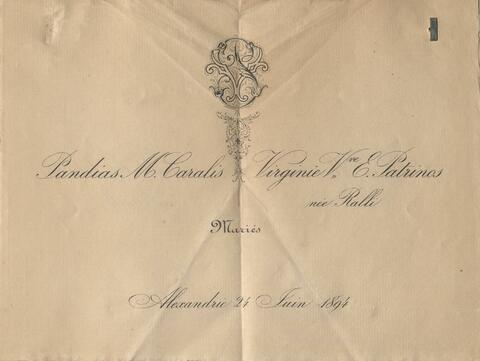 Pandias M. Caralis Virginie Vve E. Patrinos
née Ralli
Mariés
Alexandrie 24 Juin 1894